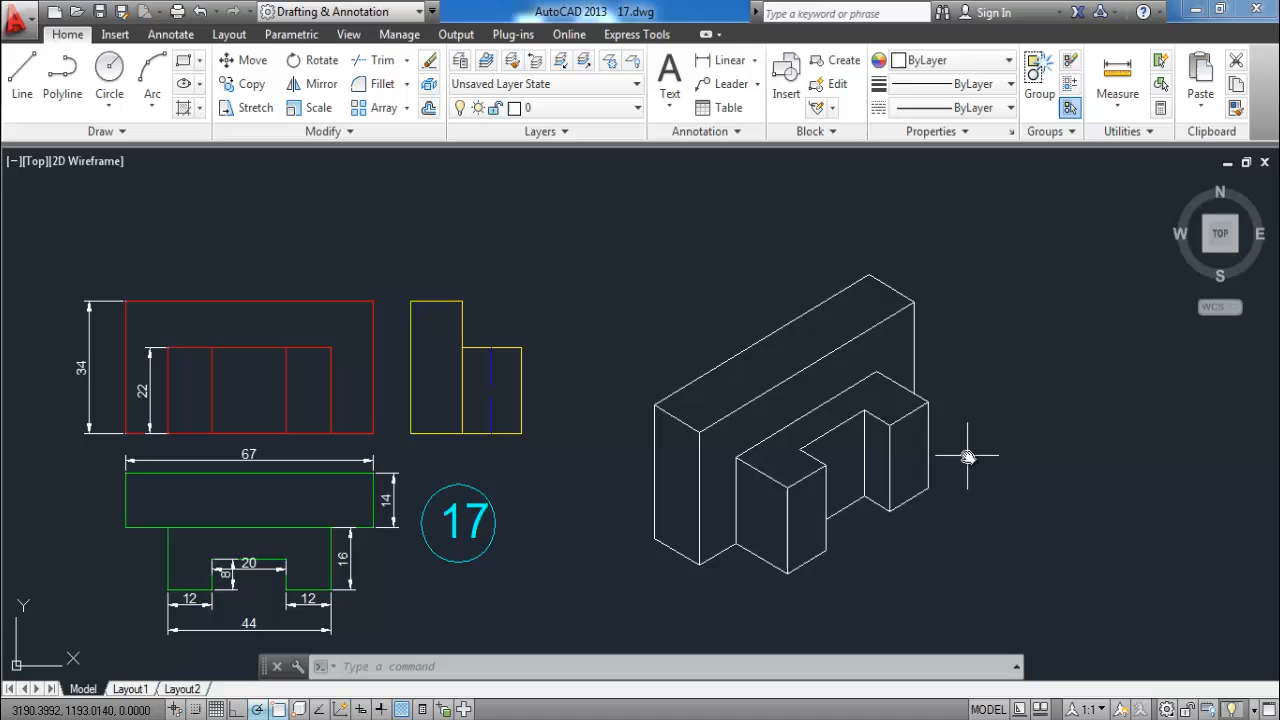 Drafting & Annotation
AutoCAD 2013 17.dwg
Type a keyword or phrase
Sign In
Home Insert Annotate Layout Parametric View Manage Output Plug-ins Online Express Tools
Line Polyline Circle Arc
Draw
Move Rotate Trim
Copy Mirror Fillet
Stretch Scale Array
Modify
Unsaved Layer State
0
Layers
Text
Linear
Leader
Table
Annotation
Insert
Create
Edit
Block
ByLayer
ByLayer
ByLayer
Properties
Group
Groups
Measure
Utilities
Paste
Clipboard
[−][Top][2D Wireframe]
N
W TOP E
S
WCS
34
22
67
14
17
16
20
8
12 12
44
Y
X
Type a command
Model Layout1 Layout2
3190.3992, 1193.0140, 0.0000
MODEL
1:1